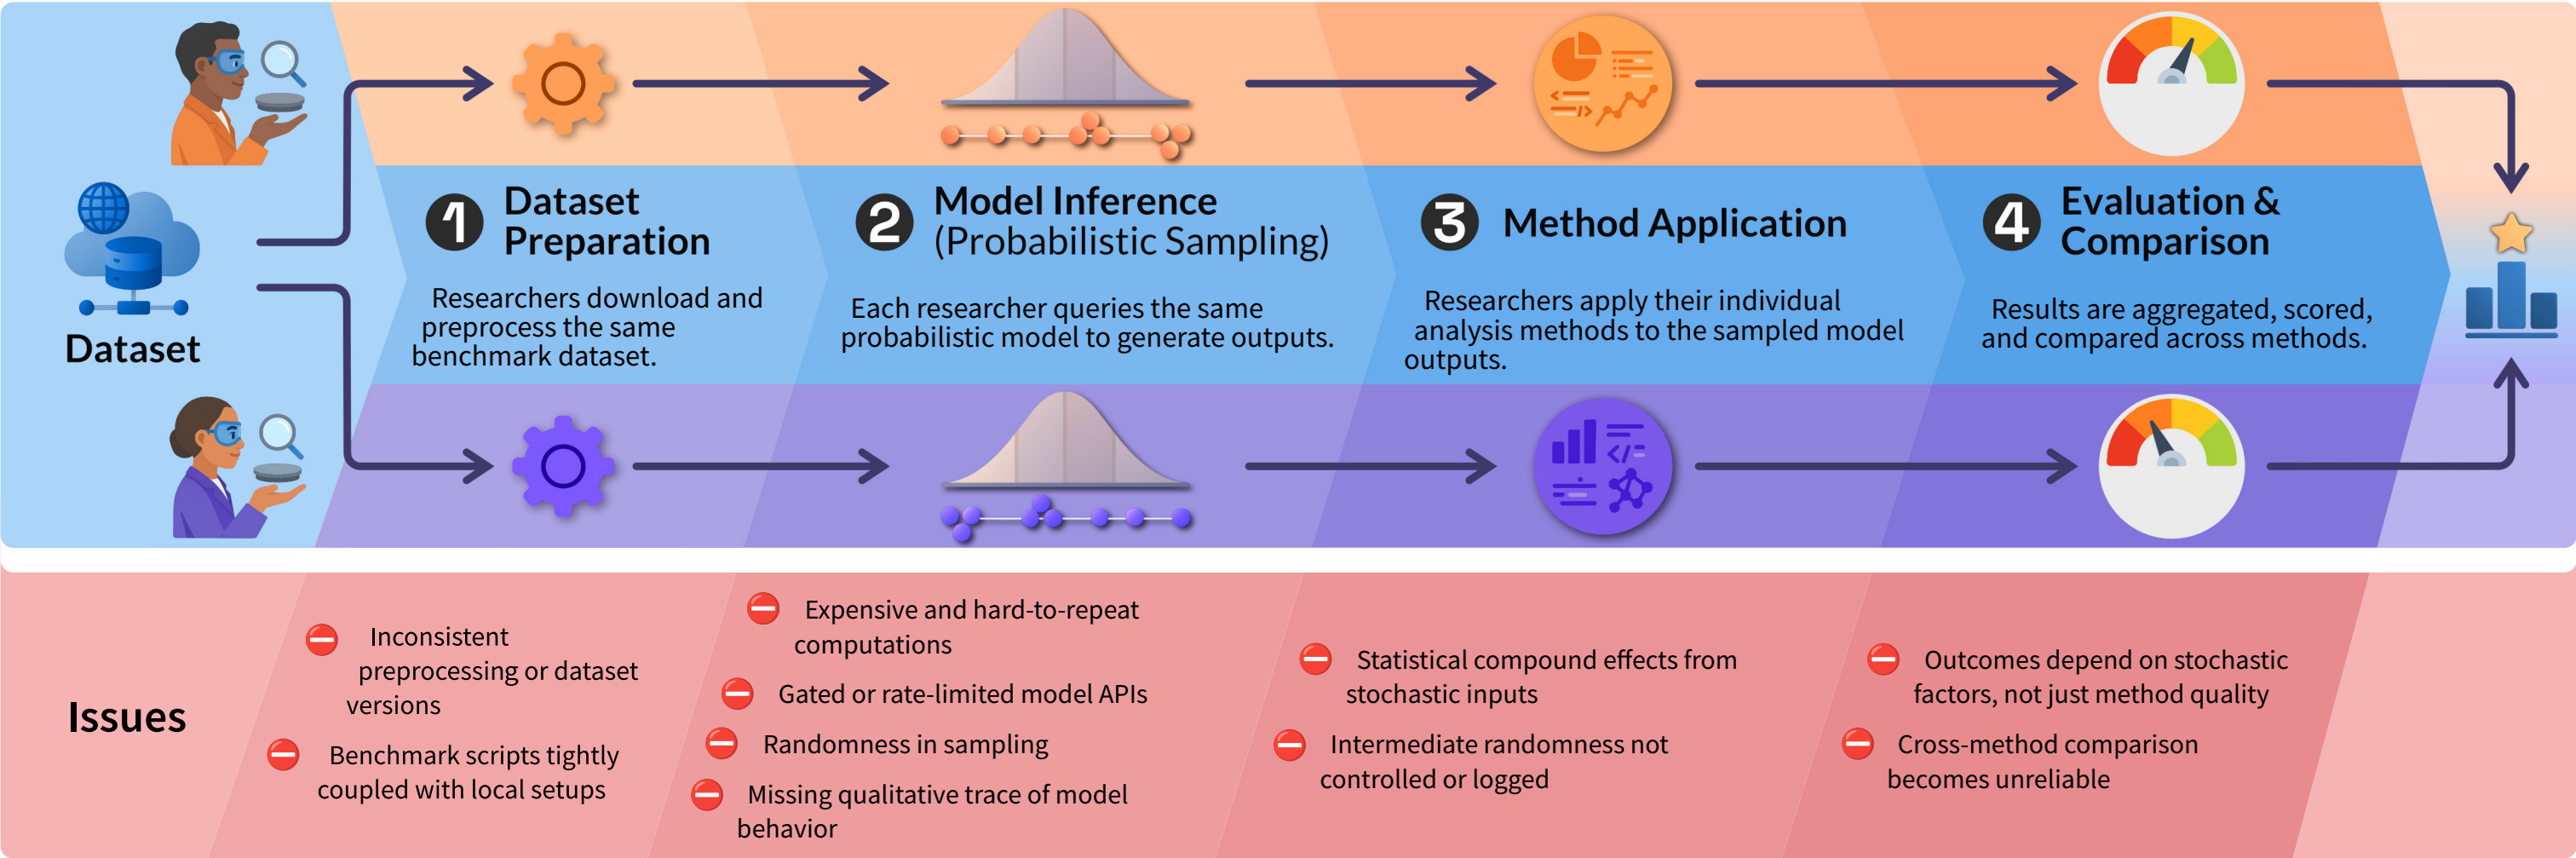 Dataset
1
Dataset
Preparation
Researchers download and
preprocess the same
benchmark dataset.
2
Model Inference
(Probabilistic Sampling)
Each researcher queries the same
probabilistic model to generate outputs.
3
Method Application
Researchers apply their individual
analysis methods to the sampled model
outputs.
4
Evaluation &
Comparison
Results are aggregated, scored,
and compared across methods.
Issues
Inconsistent
preprocessing or dataset
versions
Benchmark scripts tightly
coupled with local setups
Expensive and hard-to-repeat
computations
Gated or rate-limited model APIs
Randomness in sampling
Missing qualitative trace of model
behavior
Statistical compound effects from
stochastic inputs
Intermediate randomness not
controlled or logged
Outcomes depend on stochastic
factors, not just method quality
Cross-method comparison
becomes unreliable